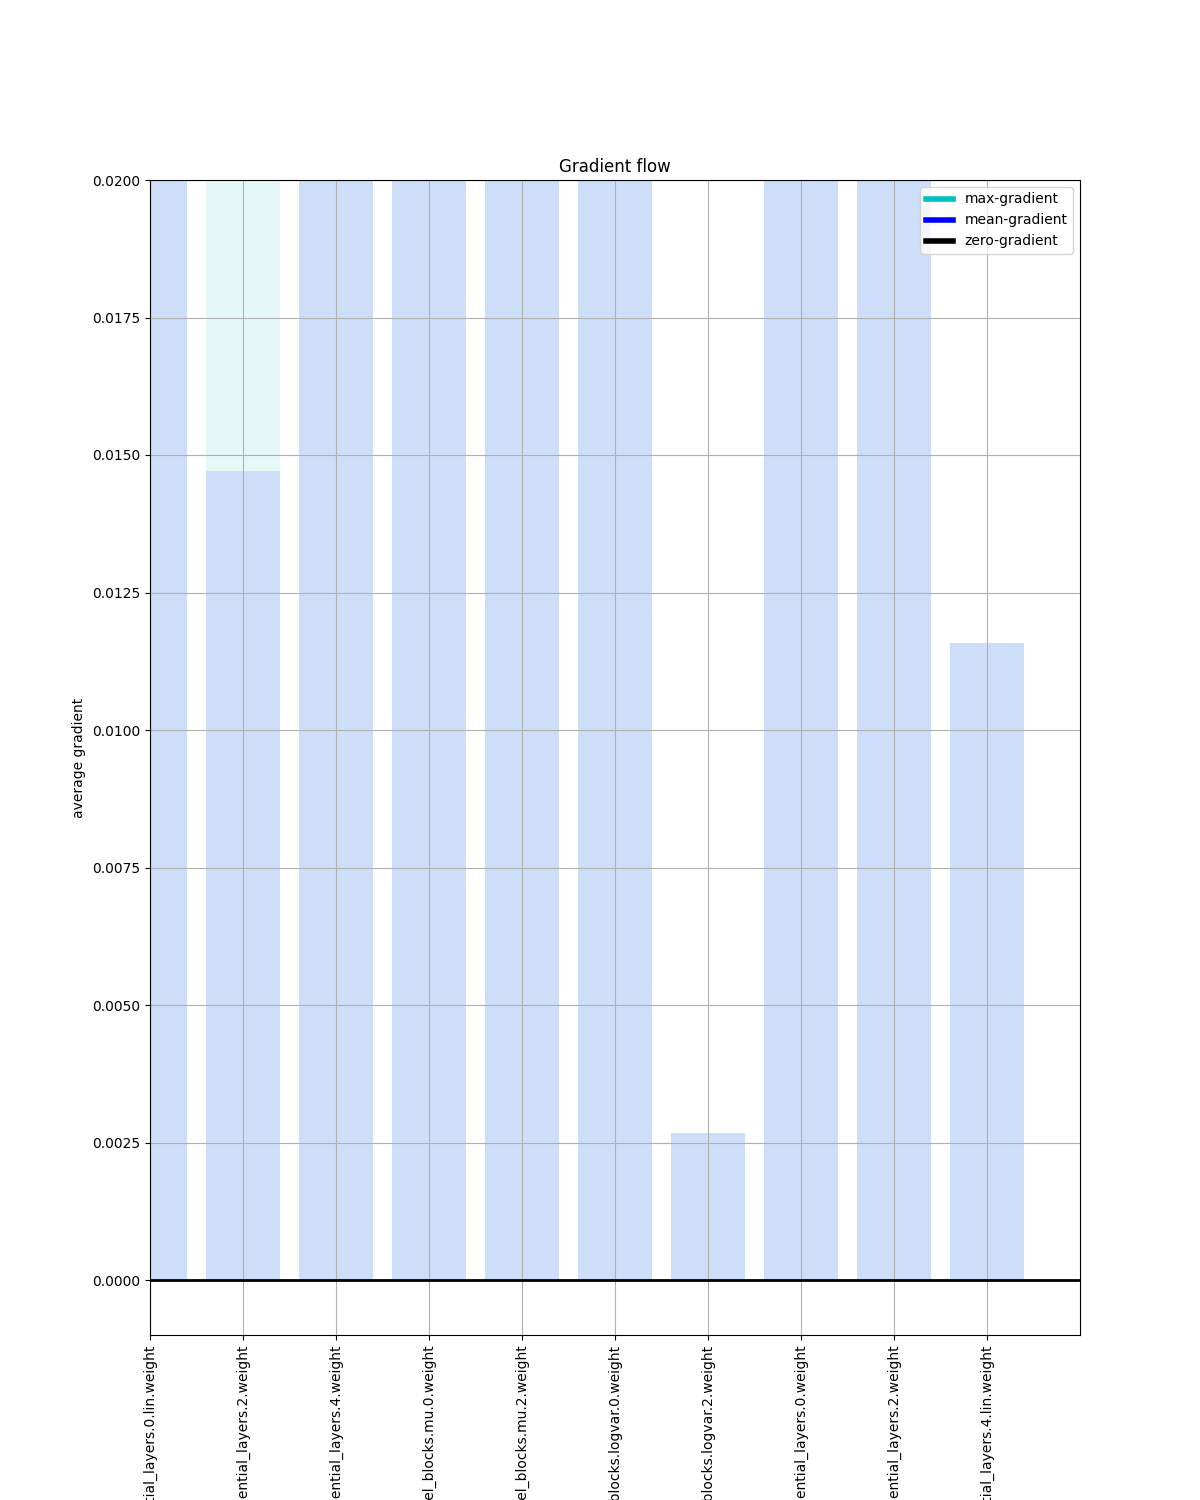 Gradient flow
0.0200
0.0175
0.0150
0.0125
0.0100
0.0075
0.0050
0.0025
0.0000
average gradient
max-gradient
mean-gradient
zero-gradient
tial_layers.0.lin.weight
ential_layers.2.weight
ential_layers.4.weight
el_blocks.mu.0.weight
el_blocks.mu.2.weight
blocks.logvar.0.weight
blocks.logvar.2.weight
ential_layers.0.weight
ential_layers.2.weight
tial_layers.4.lin.weight